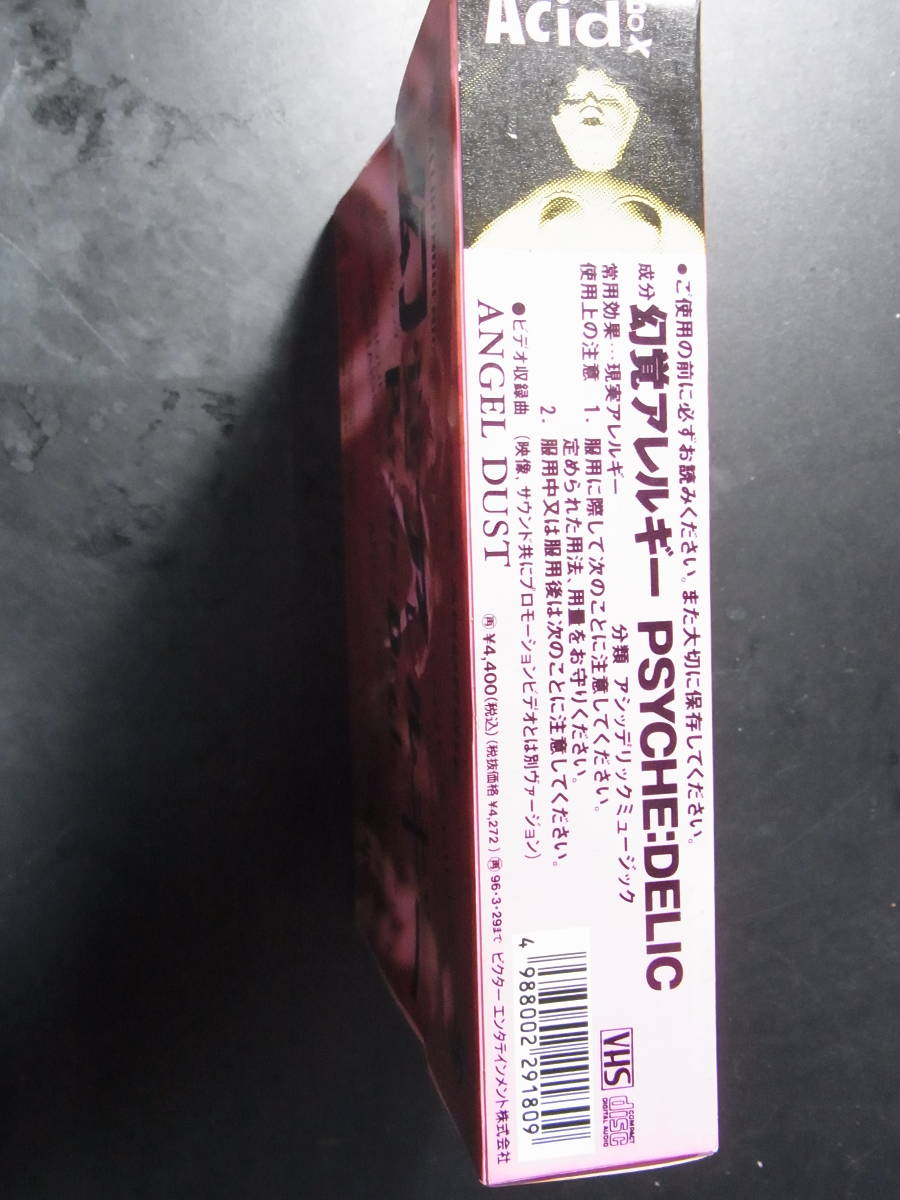 Acid box
●ご使用の前に必ずお読みください。また大切に保存してください。
成分 幻覚アレルギー PSYCHE:DELIC
分類 アシッデリックミュージック
常用効果…現実アレルギー
使用上の注意 1. 服用に際して次のことに注意してください。
定められた用法、用量をお守りください。
2. 服用中又は服用後は次のことに注意してください。
●ビデオ収録曲 (映像、サウンド共にプロモーションビデオとは別ヴァージョン)
ANGEL DUST
再 ¥4,400(税込)(税抜価格 ¥4,272) 再 96・3・29まで ビクター エンタテインメント株式会社
4 988002 291809
VHS
COMPACT disc DIGITAL AUDIO